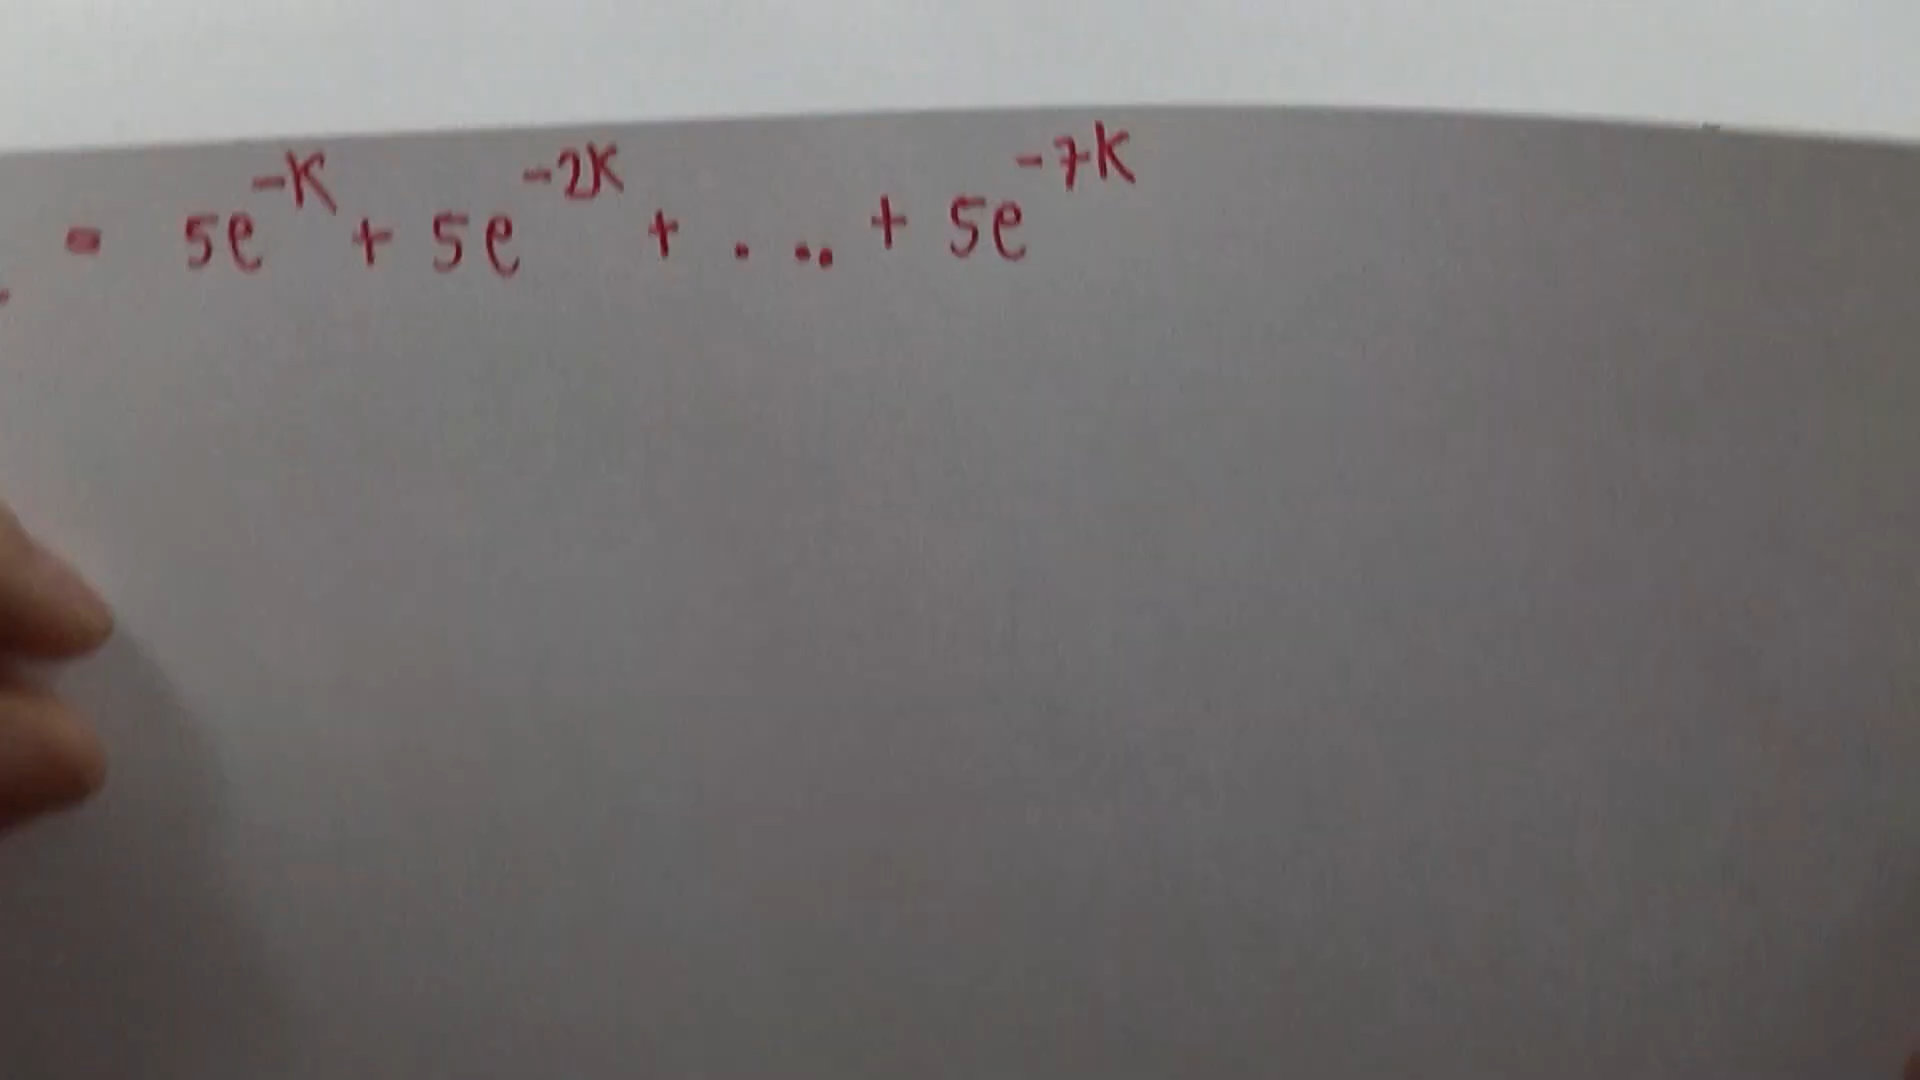 = 5e^{-K} + 5e^{-2K} + ... + 5e^{-7K}